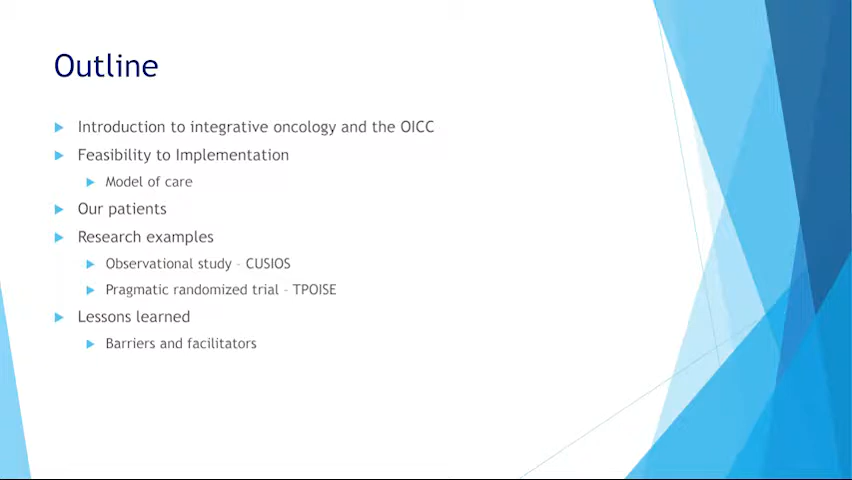 Outline
Introduction to integrative oncology and the OICC
Feasibility to Implementation
Model of care
Our patients
Research examples
Observational study – CUSIOS
Pragmatic randomized trial – TPOISE
Lessons learned
Barriers and facilitators